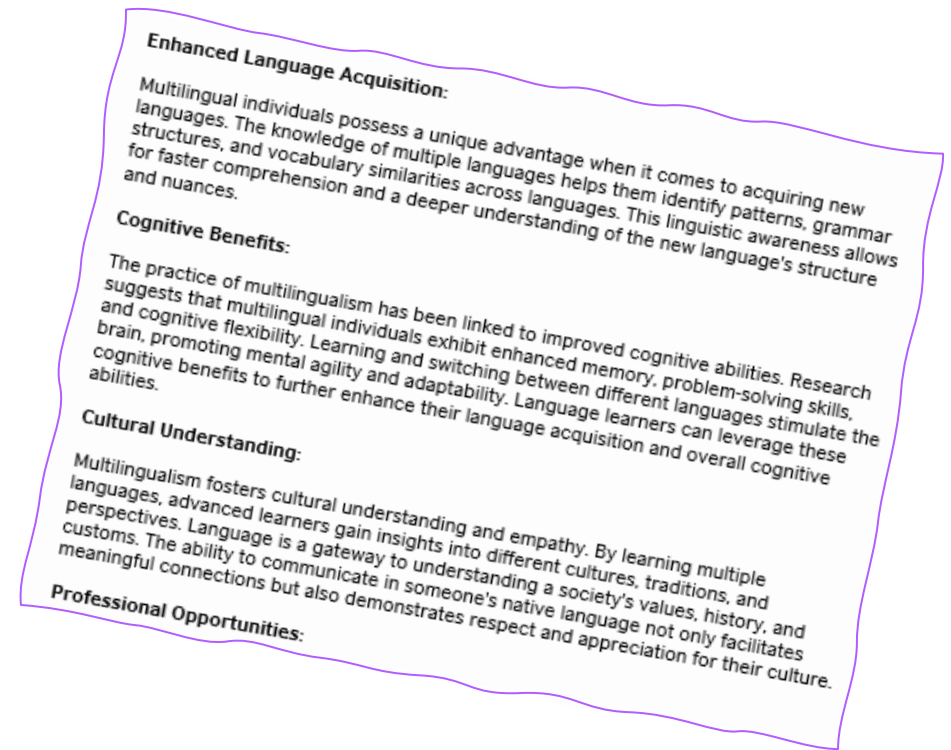 Enhanced Language Acquisition:
Multilingual individuals possess a unique advantage when it comes to acquiring new
languages. The knowledge of multiple languages helps them identify patterns, grammar
structures, and vocabulary similarities across languages. This linguistic awareness allows
for faster comprehension and a deeper understanding of the new language's structure
and nuances.
Cognitive Benefits:
The practice of multilingualism has been linked to improved cognitive abilities. Research
suggests that multilingual individuals exhibit enhanced memory, problem-solving skills,
and cognitive flexibility. Learning and switching between different languages stimulate the
brain, promoting mental agility and adaptability. Language learners can leverage these
cognitive benefits to further enhance their language acquisition and overall cognitive
abilities.
Cultural Understanding:
Multilingualism fosters cultural understanding and empathy. By learning multiple
languages, advanced learners gain insights into different cultures, traditions, and
perspectives. Language is a gateway to understanding a society's values, history, and
customs. The ability to communicate in someone's native language not only facilitates
meaningful connections but also demonstrates respect and appreciation for their culture.
Professional Opportunities: